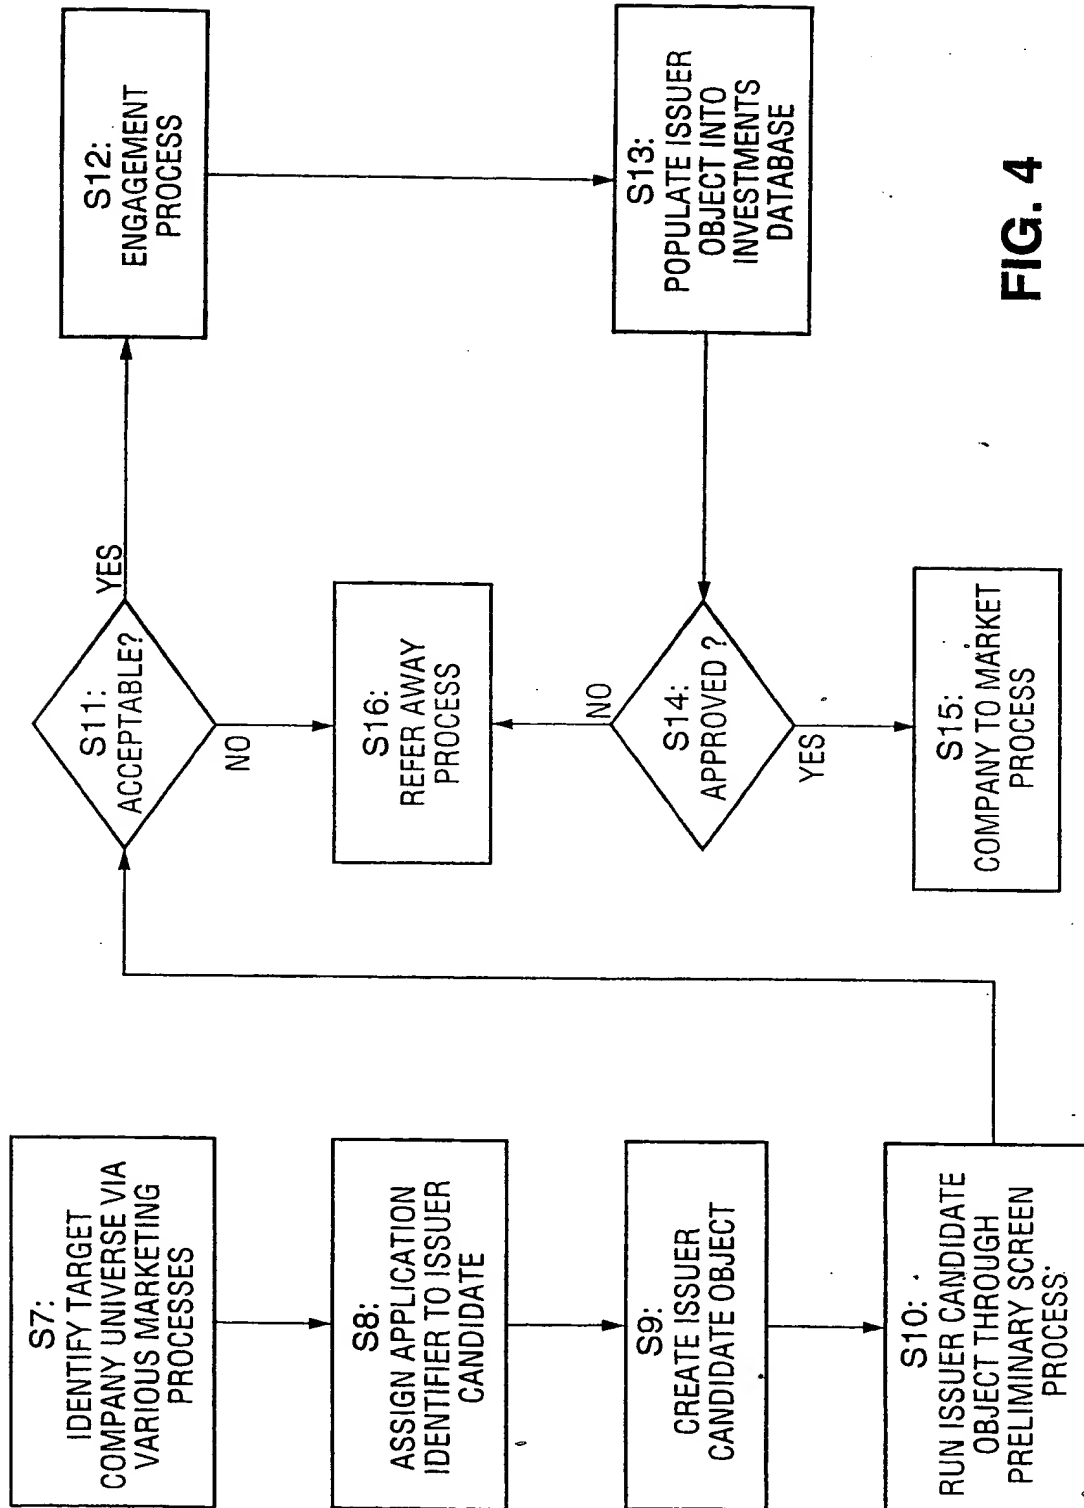 S7:
IDENTIFY TARGET
COMPANY UNIVERSE VIA
VARIOUS MARKETING
PROCESSES
S8:
ASSIGN APPLICATION
IDENTIFIER TO ISSUER
CANDIDATE
S9:
CREATE ISSUER
CANDIDATE OBJECT
S10:
RUN ISSUER CANDIDATE
OBJECT THROUGH
PRELIMINARY SCREEN
PROCESS:
S11:
ACCEPTABLE?
YES
NO
S12:
ENGAGEMENT
PROCESS
S13:
POPULATE ISSUER
OBJECT INTO
INVESTMENTS
DATABASE
S14:
APPROVED ?
NO
YES
S16:
REFER AWAY
PROCESS
S15:
COMPANY TO MARKET
PROCESS
FIG. 4